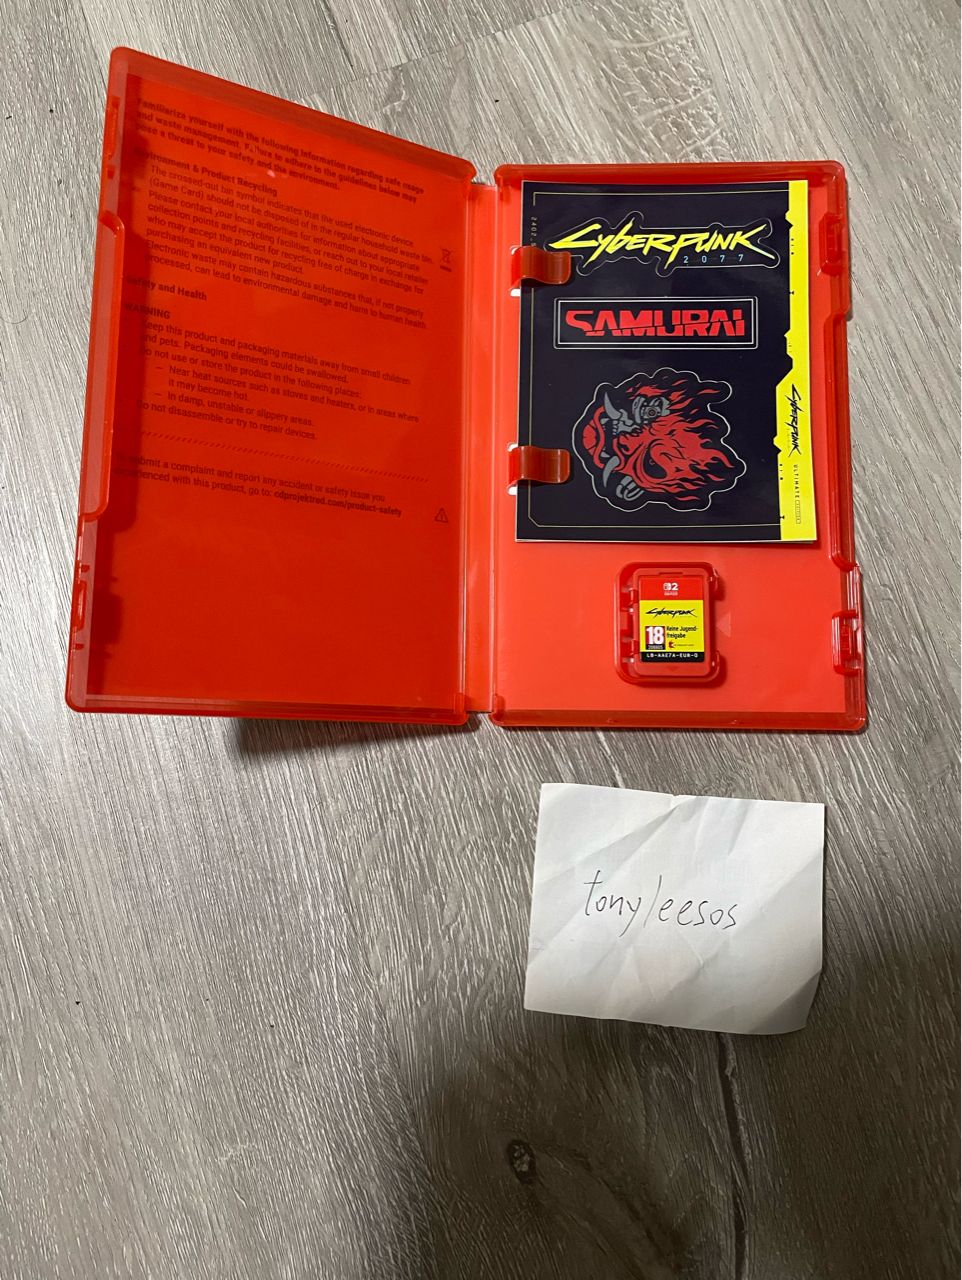 Familiarize yourself with the following information regarding safe usage
and waste management. Failure to adhere to the guidelines below may
pose a threat to your safety and the environment.
Environment & Product Recycling
The crossed-out bin symbol indicates that the used electronic device
(Game Card) should not be disposed of in the regular household waste bin.
Please contact your local authorities for information about appropriate
collection points and recycling facilities, or reach out to your local retailer
who may accept the product for recycling free of charge in exchange for
purchasing an equivalent new product.
Electronic waste may contain hazardous substances that, if not properly
processed, can lead to environmental damage and harm to human health.
Safety and Health
WARNING
Keep this product and packaging materials away from small children
and pets. Packaging elements could be swallowed.
Do not use or store the product in the following places:
— Near heat sources such as stoves and heaters, or in areas where
it may become hot.
— In damp, unstable or slippery areas.
Do not disassemble or try to repair devices.
submit a complaint and report any accident or safety issue you
experienced with this product, go to: cdprojektred.com/product-safety
CYBERPUNK
2077
SAMURAI
CYBERPUNK
ULTIMATE EDITION
2
CYBERPUNK
18
Keine Jugend-
freigabe
LB-AAE7A-EUR-0
tonyleesos